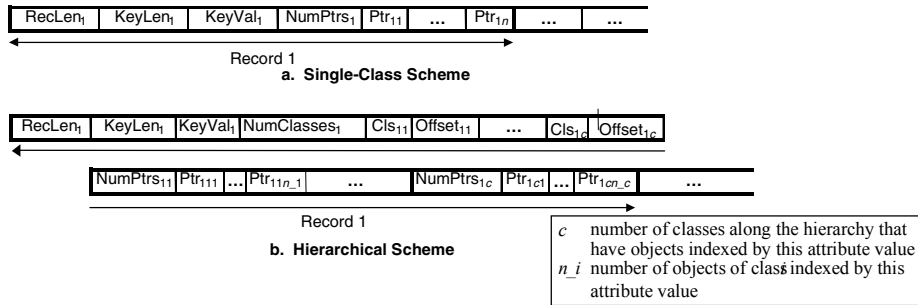 RecLen₁ KeyLen₁ KeyVal₁ NumPtrs₁ Ptr₁₁ ... Ptr₁ₙ ... ...
Record 1
a. Single-Class Scheme
RecLen₁ KeyLen₁ KeyVal₁ NumClasses₁ Cls₁₁ Offset₁₁ ... Cls₁c Offset₁c
NumPtrs₁₁ Ptr₁₁₁ ... Ptr₁₁n_₁ ... NumPtrs₁c Ptr₁c₁ ... Ptr₁cn_c ...
Record 1
b. Hierarchical Scheme
c number of classes along the hierarchy that
have objects indexed by this attribute value
n_i number of objects of class i indexed by this
attribute value